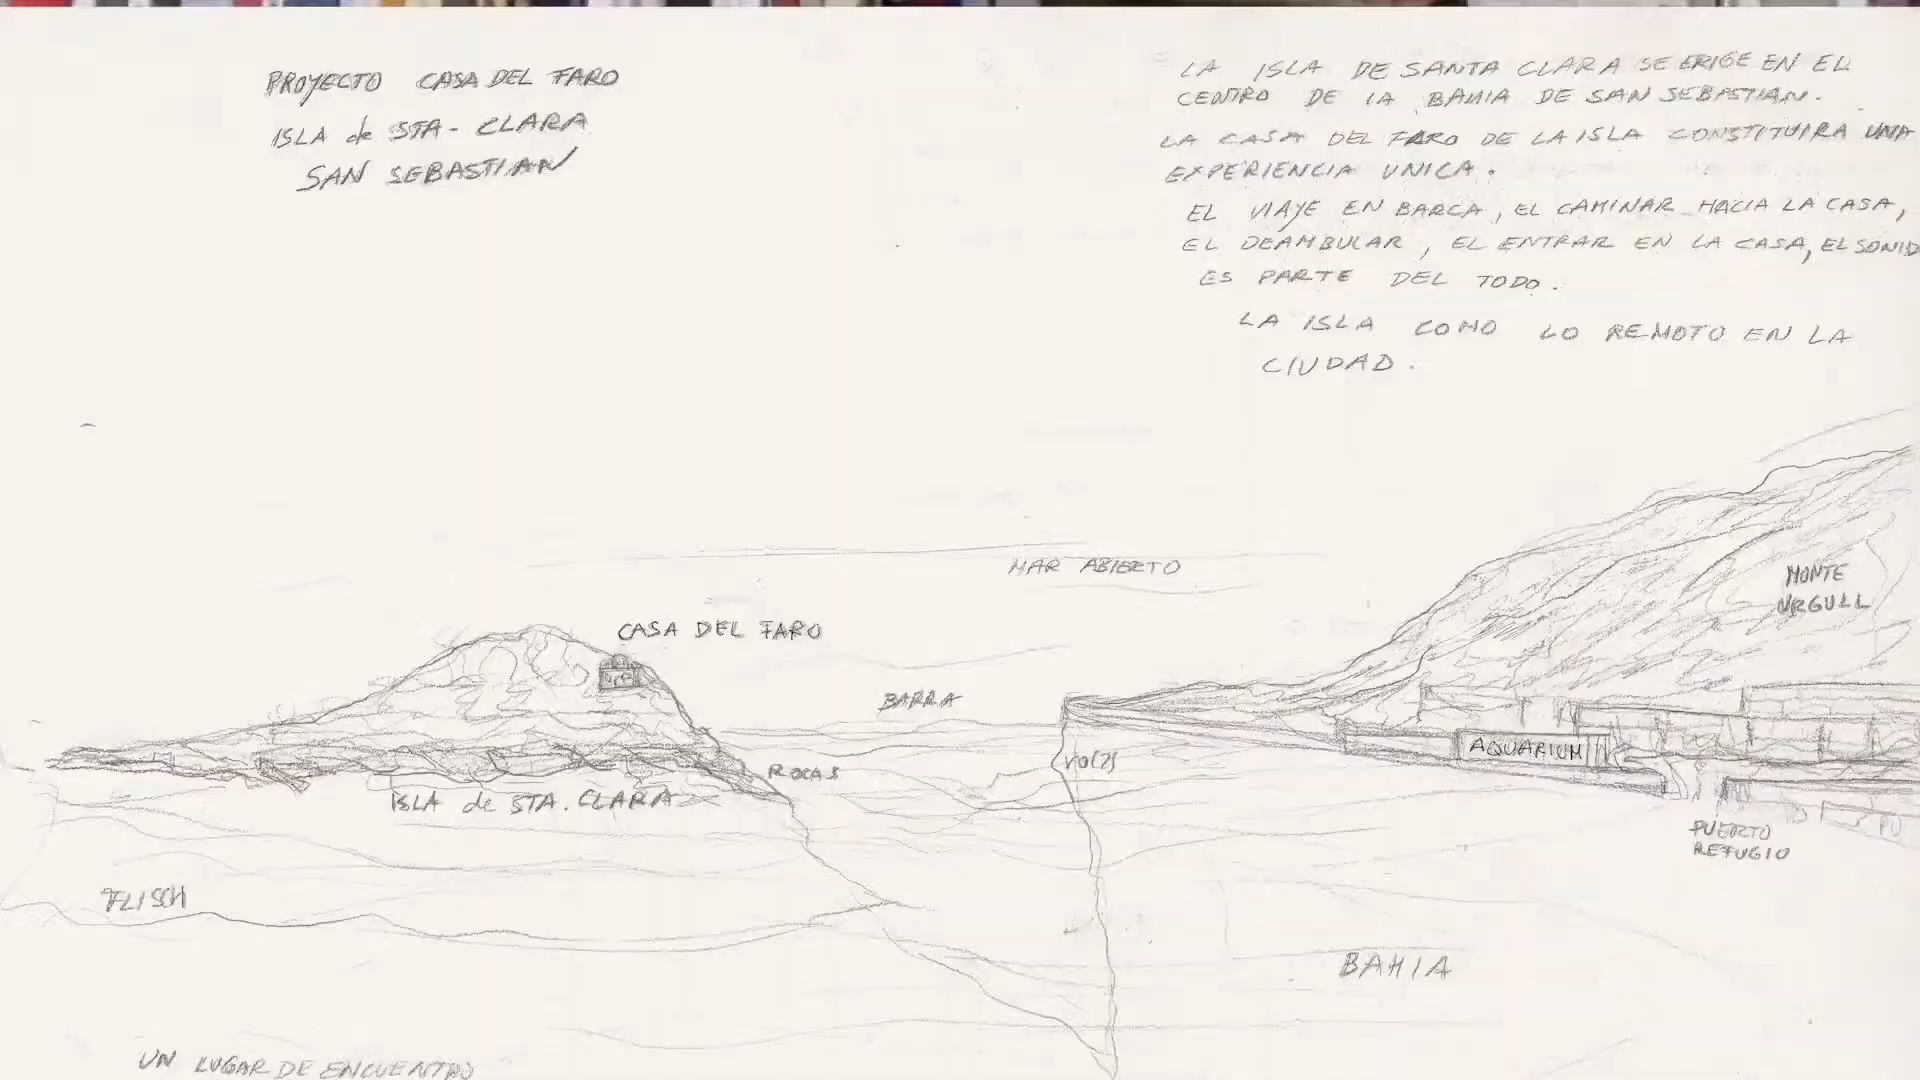 PROYECTO CASA DEL FARO
ISLA de STA- CLARA
SAN SEBASTIAN
LA ISLA DE SANTA CLARA SE ERIGE EN EL
CENTRO DE LA BAHIA DE SAN SEBASTIAN.
LA CASA DEL FARO DE LA ISLA CONSTITUIRA UNA
EXPERIENCIA UNICA.
EL VIAJE EN BARCA, EL CAMINAR HACIA LA CASA,
EL DEAMBULAR, EL ENTRAR EN LA CASA, EL SONID
ES PARTE DEL TODO.
LA ISLA COMO LO REMOTO EN LA
CIUDAD.
MAR ABIERTO
MONTE
URGULL
CASA DEL FARO
BARRA
AQUARIUM
ROCAS
ISLA de STA. CLARA
PUERTO
REFUGIO
PU
FLISCH
BAHIA
UN LUGAR DE ENCUENTRO